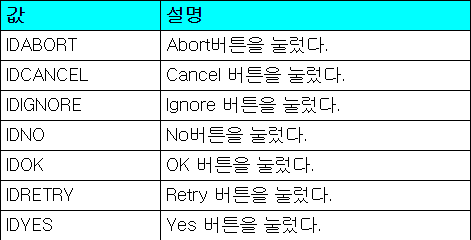 값 설명
IDABORT Abort버튼을 눌렀다.
IDCANCEL Cancel 버튼을 눌렀다.
IDIGNORE Ignore 버튼을 눌렀다.
IDNO No버튼을 눌렀다.
IDOK OK 버튼을 눌렀다.
IDRETRY Retry 버튼을 눌렀다.
IDYES Yes 버튼을 눌렀다.